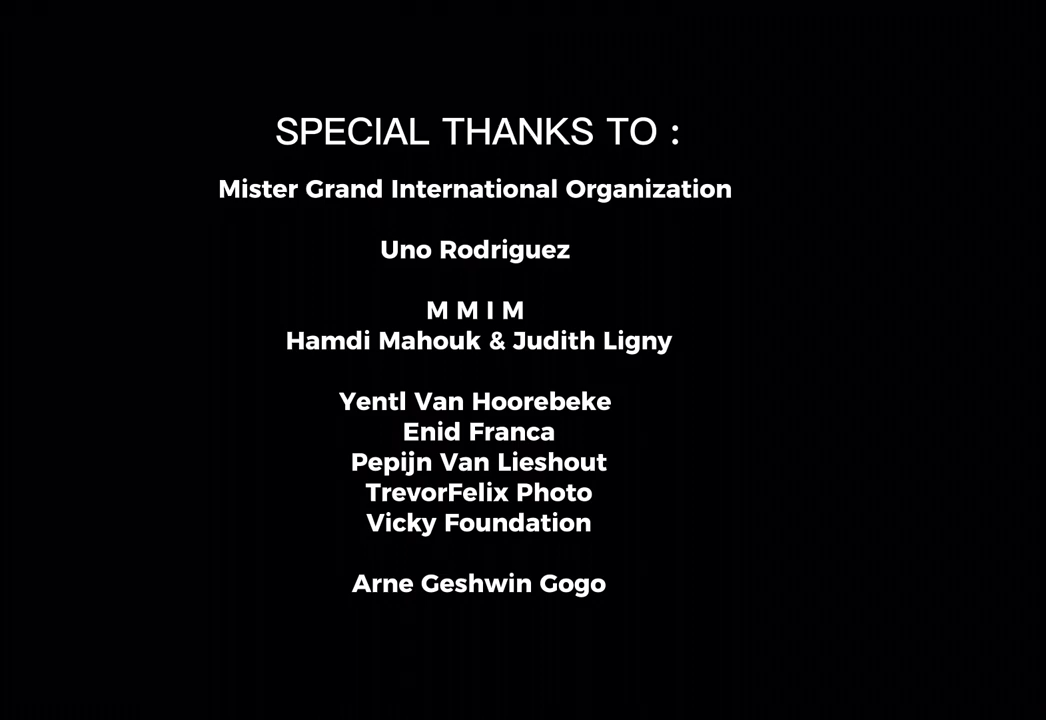 SPECIAL THANKS TO :
Mister Grand International Organization
Uno Rodriguez
M M I M
Hamdi Mahouk & Judith Ligny
Yentl Van Hoorebeke
Enid Franca
Pepijn Van Lieshout
TrevorFelix Photo
Vicky Foundation
Arne Geshwin Gogo